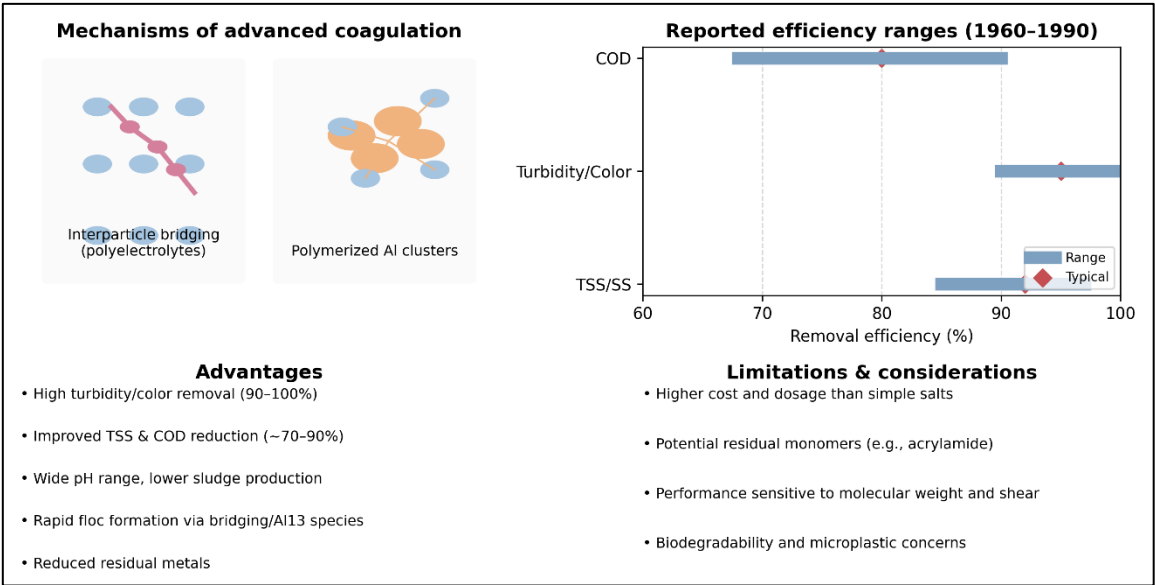 Mechanisms of advanced coagulation
Interparticle bridging
(polyelectrolytes)
Polymerized Al clusters
Reported efficiency ranges (1960–1990)
COD
Turbidity/Color
TSS/SS
Range
Typical
60
70
80
90
100
Removal efficiency (%)
Advantages
• High turbidity/color removal (90–100%)
• Improved TSS & COD reduction (~70–90%)
• Wide pH range, lower sludge production
• Rapid floc formation via bridging/Al13 species
• Reduced residual metals
Limitations & considerations
• Higher cost and dosage than simple salts
• Potential residual monomers (e.g., acrylamide)
• Performance sensitive to molecular weight and shear
• Biodegradability and microplastic concerns